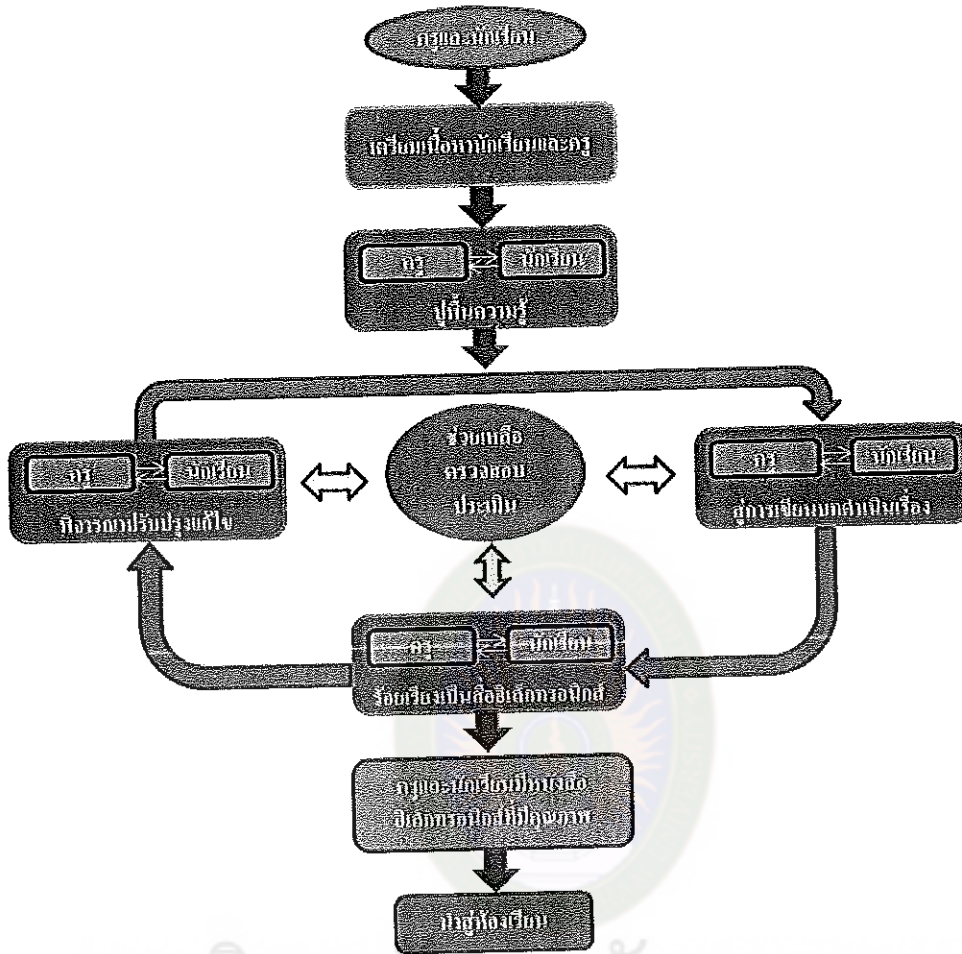 ครูและนักเรียน
เตรียมเนื้อหานักเรียนและครู
ครู
นักเรียน
ปูพื้นความรู้
ช่วยเหลือ
ตรวจสอบ
ประเมิน
ครู
นักเรียน
พิจารณาปรับปรุงแก้ไข
ครู
นักเรียน
สู่การเขียนบทดำเนินเรื่อง
ครู
นักเรียน
ร้อยเรียงเป็นสื่ออิเล็กทรอนิกส์
ครูและนักเรียนมีหนังสือ
อิเล็กทรอนิกส์ที่มีคุณภาพ
นำสู่ห้องเรียน